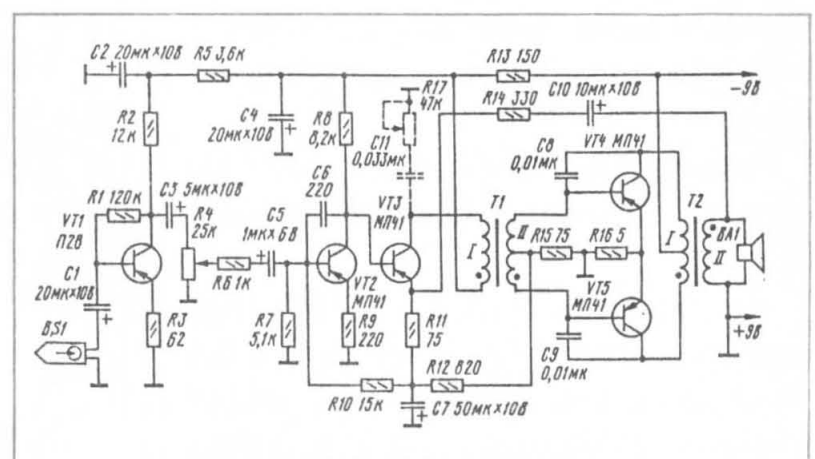 C2 20мк×10В
R5 3,6к
R13 150
-9В
R14 330
C10 10мк×10В
R17
47к
R2
12к
C4
20мк×10В
R8
8,2к
C11
0,033мк
C8
0,01мк
VT4 МП41
C6
220
R1 120к
C3 5мк×10В
VT1
П28
R4
25к
C5
1мк×6В
VT3
МП41
T1
I
II
R15 75
R16 5
T2
I
II
BA1
C1
20мк×10В
R6 1к
VT2
МП41
VT5
МП41
BS1
R3
62
R7
5,1к
R9
220
R11
75
R12 820
C9
0,01мк
+9В
R10 15к
C7 50мк×10В